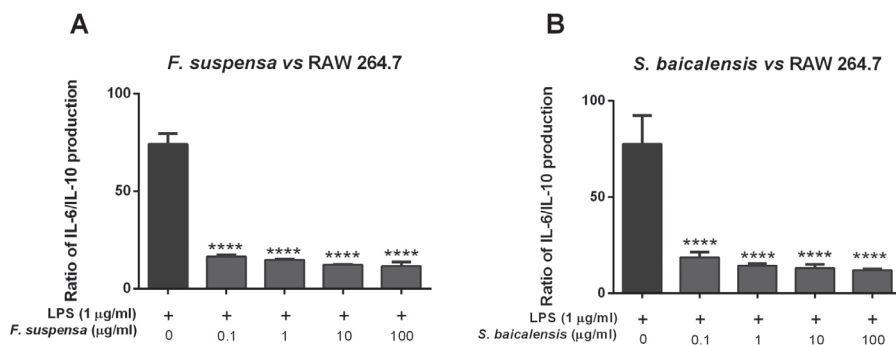 A
F. suspensa vs RAW 264.7
Ratio of IL-6/IL-10 production
100
50
0
**** **** **** ****
LPS (1 µg/ml) + + + + +
F. suspensa (µg/ml) 0 0.1 1 10 100
B
S. baicalensis vs RAW 264.7
Ratio of IL-6/IL-10 production
100
50
0
**** **** **** ****
LPS (1 µg/ml) + + + + +
S. baicalensis (µg/ml) 0 0.1 1 10 100